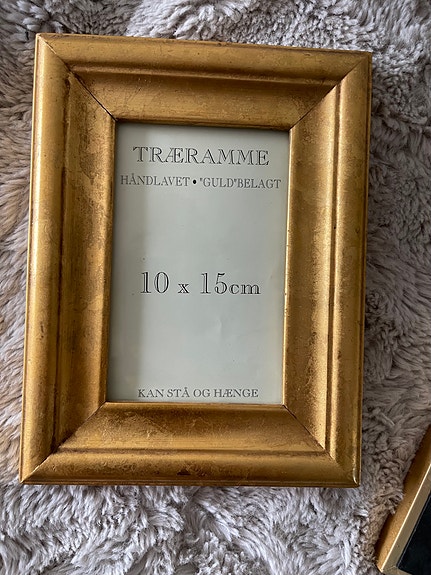 TRÆRAMME
HÅNDLAVET • "GULD"BELAGT
10 x 15cm
KAN STÅ OG HÆNGE